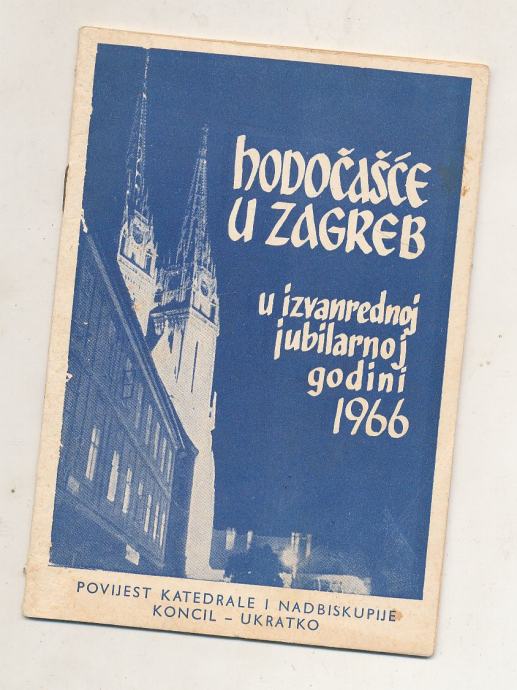 hODOČAŠĆE
U ZAGREB
u izvanrednoj
jubilarnoj
godini
1966
POVIJEST KATEDRALE I NADBISKUPIJE
KONCIL – UKRATKO